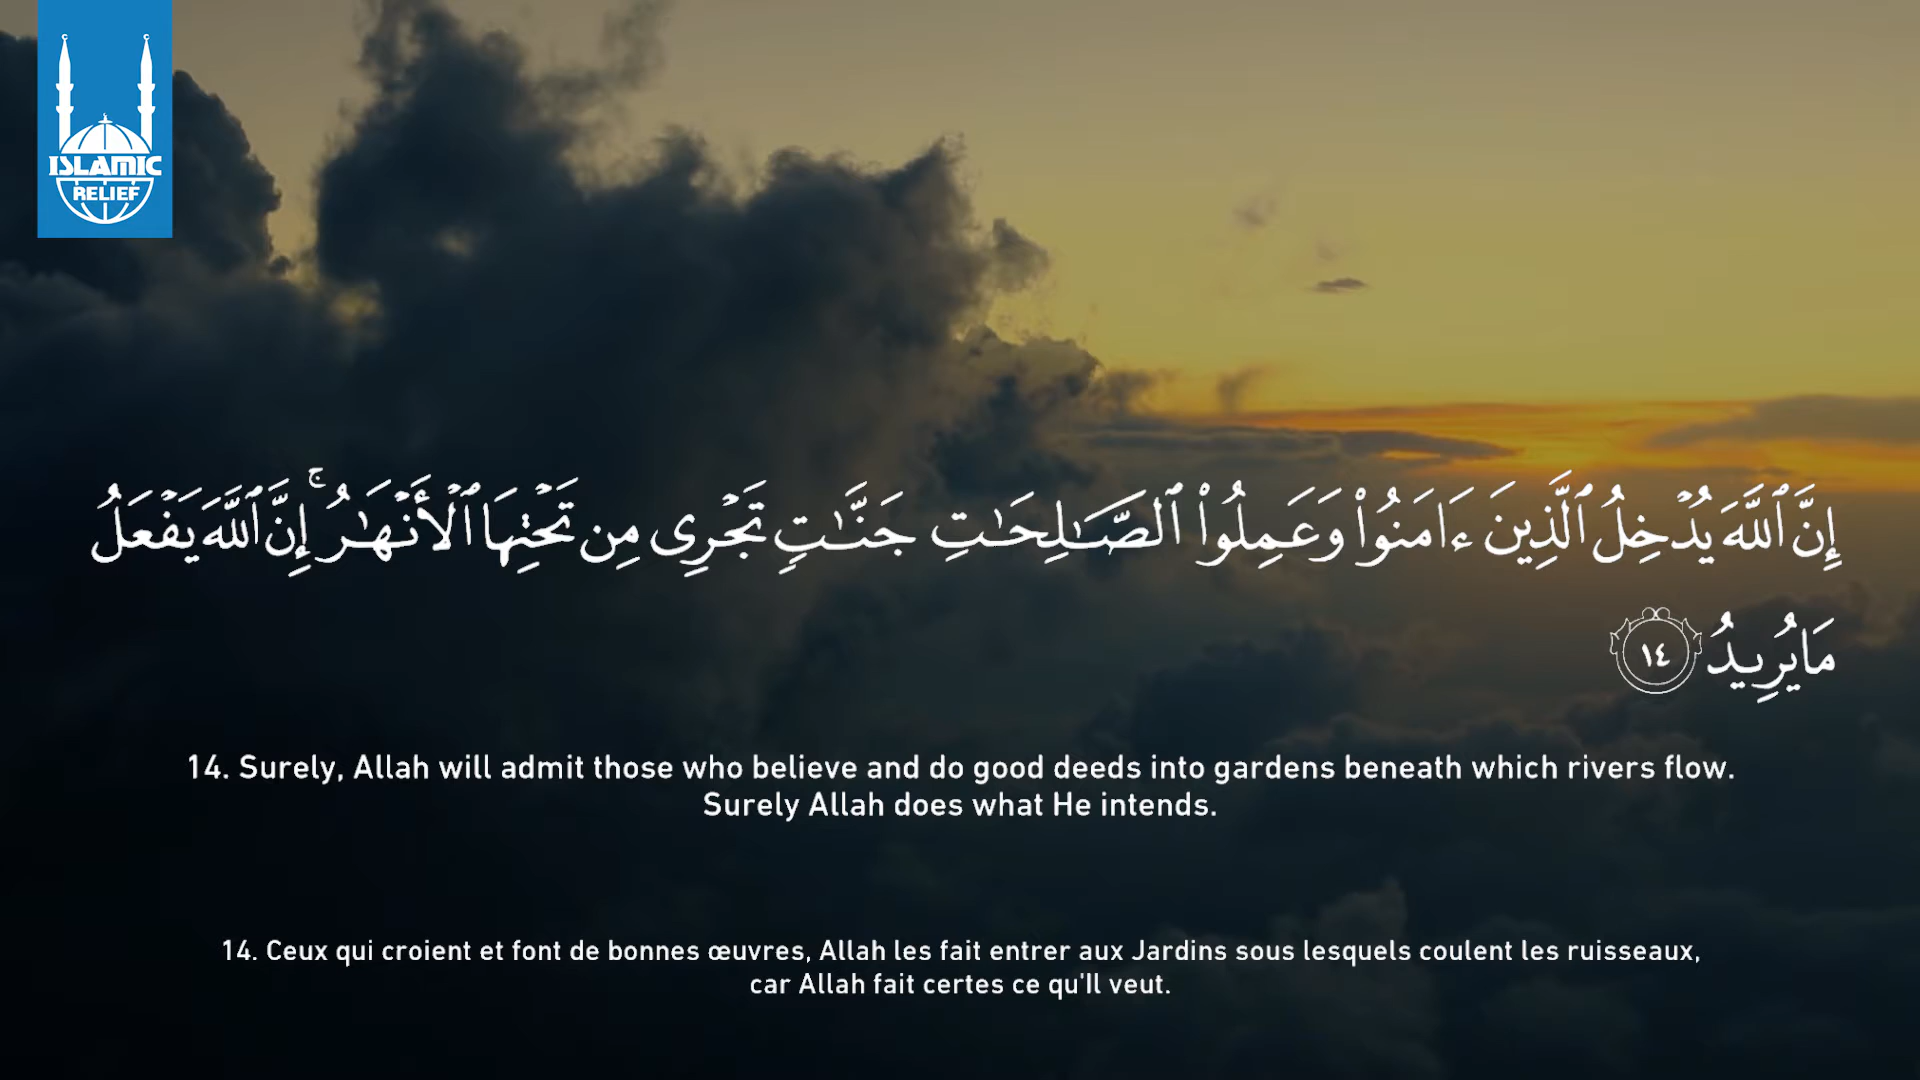 ISLAMIC
RELIEF
إِنَّ ٱللَّهَ يُدْخِلُ ٱلَّذِينَ ءَامَنُوا۟ وَعَمِلُوا۟ ٱلصَّـٰلِحَـٰتِ جَنَّـٰتٍ تَجْرِى مِن تَحْتِهَا ٱلْأَنْهَـٰرُ ۚ إِنَّ ٱللَّهَ يَفْعَلُ
مَا يُرِيدُ ١٤
14. Surely, Allah will admit those who believe and do good deeds into gardens beneath which rivers flow.
Surely Allah does what He intends.
14. Ceux qui croient et font de bonnes œuvres, Allah les fait entrer aux Jardins sous lesquels coulent les ruisseaux,
car Allah fait certes ce qu'Il veut.